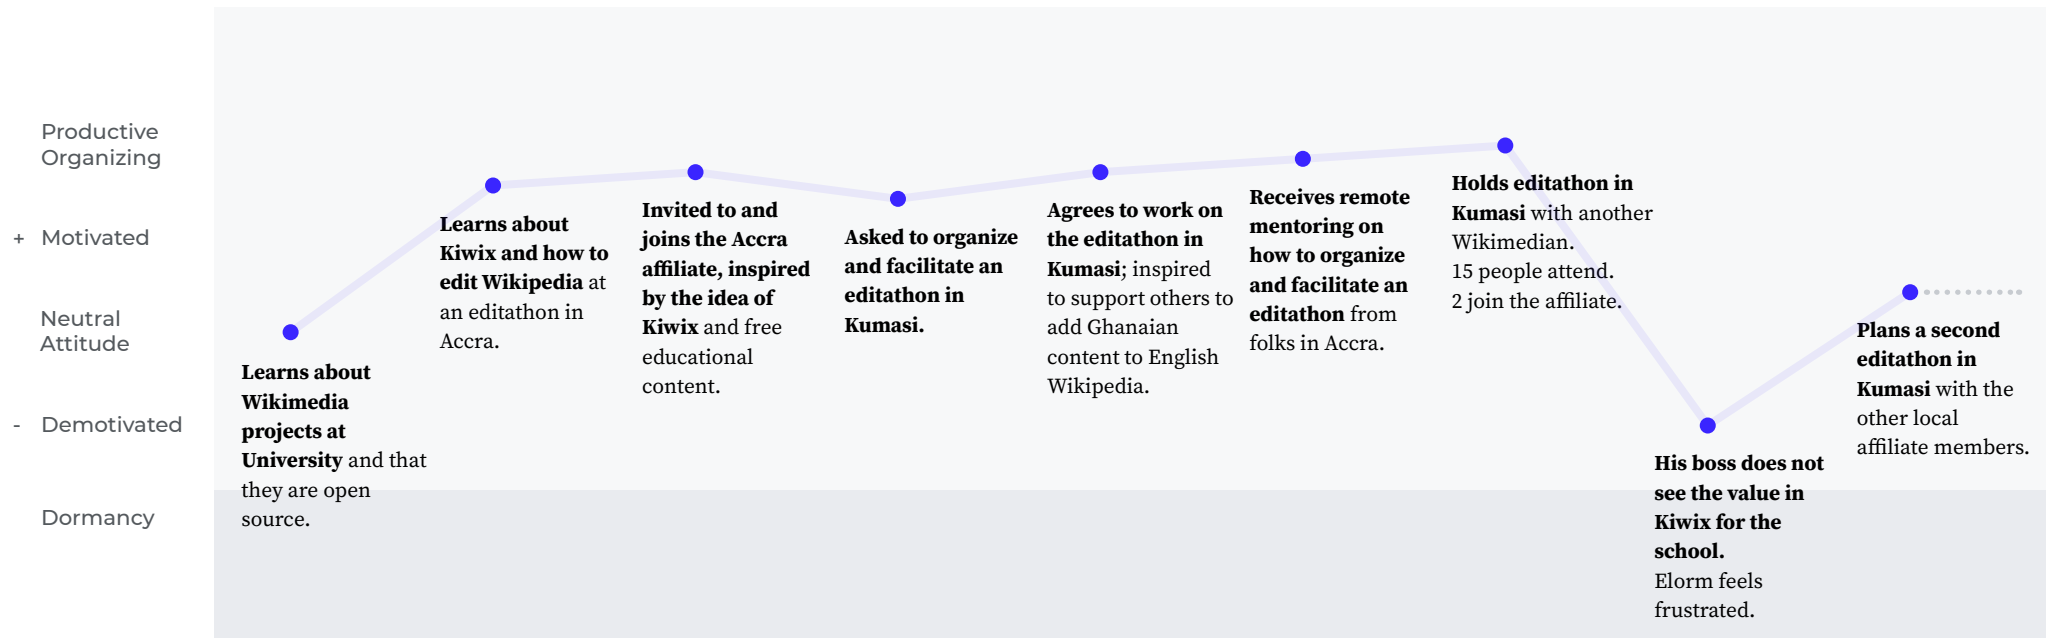 Productive
Organizing
+ Motivated
Neutral
Attitude
- Demotivated
Dormancy
Learns about
Wikimedia
projects at
University and that
they are open
source.
Learns about
Kiwix and how to
edit Wikipedia at
an editathon in
Accra.
Invited to and
joins the Accra
affiliate, inspired
by the idea of
Kiwix and free
educational
content.
Asked to organize
and facilitate an
editathon in
Kumasi.
Agrees to work on
the editathon in
Kumasi; inspired
to support others to
add Ghanaian
content to English
Wikipedia.
Receives remote
mentoring on
how to organize
and facilitate an
editathon from
folks in Accra.
Holds editathon in
Kumasi with another
Wikimedian.
15 people attend.
2 join the affiliate.
His boss does not
see the value in
Kiwix for the
school.
Elorm feels
frustrated.
Plans a second
editathon in
Kumasi with the
other local
affiliate members.